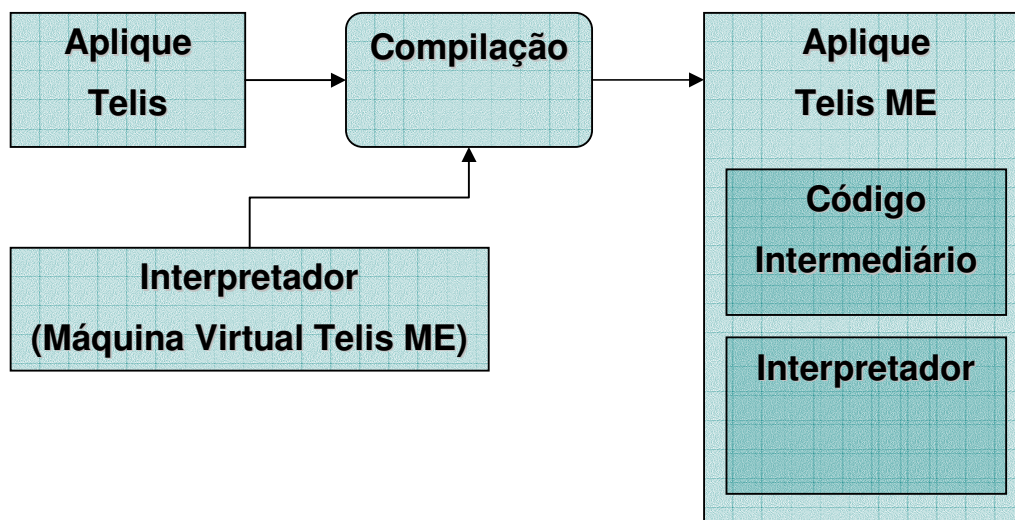 Aplique
Telis
Compilação
Aplique
Telis ME
Código
Intermediário
Interpretador
Interpretador
(Máquina Virtual Telis ME)